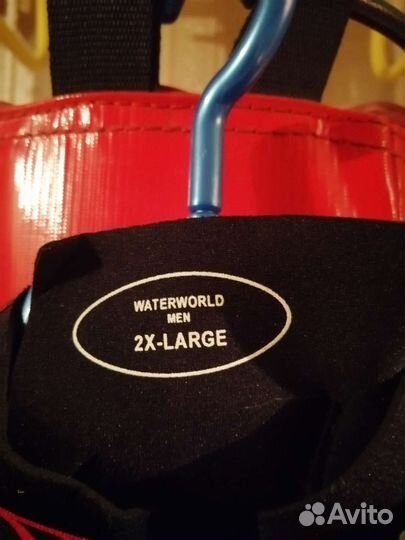 WATERWORLD
MEN
2X-LARGE
Avito